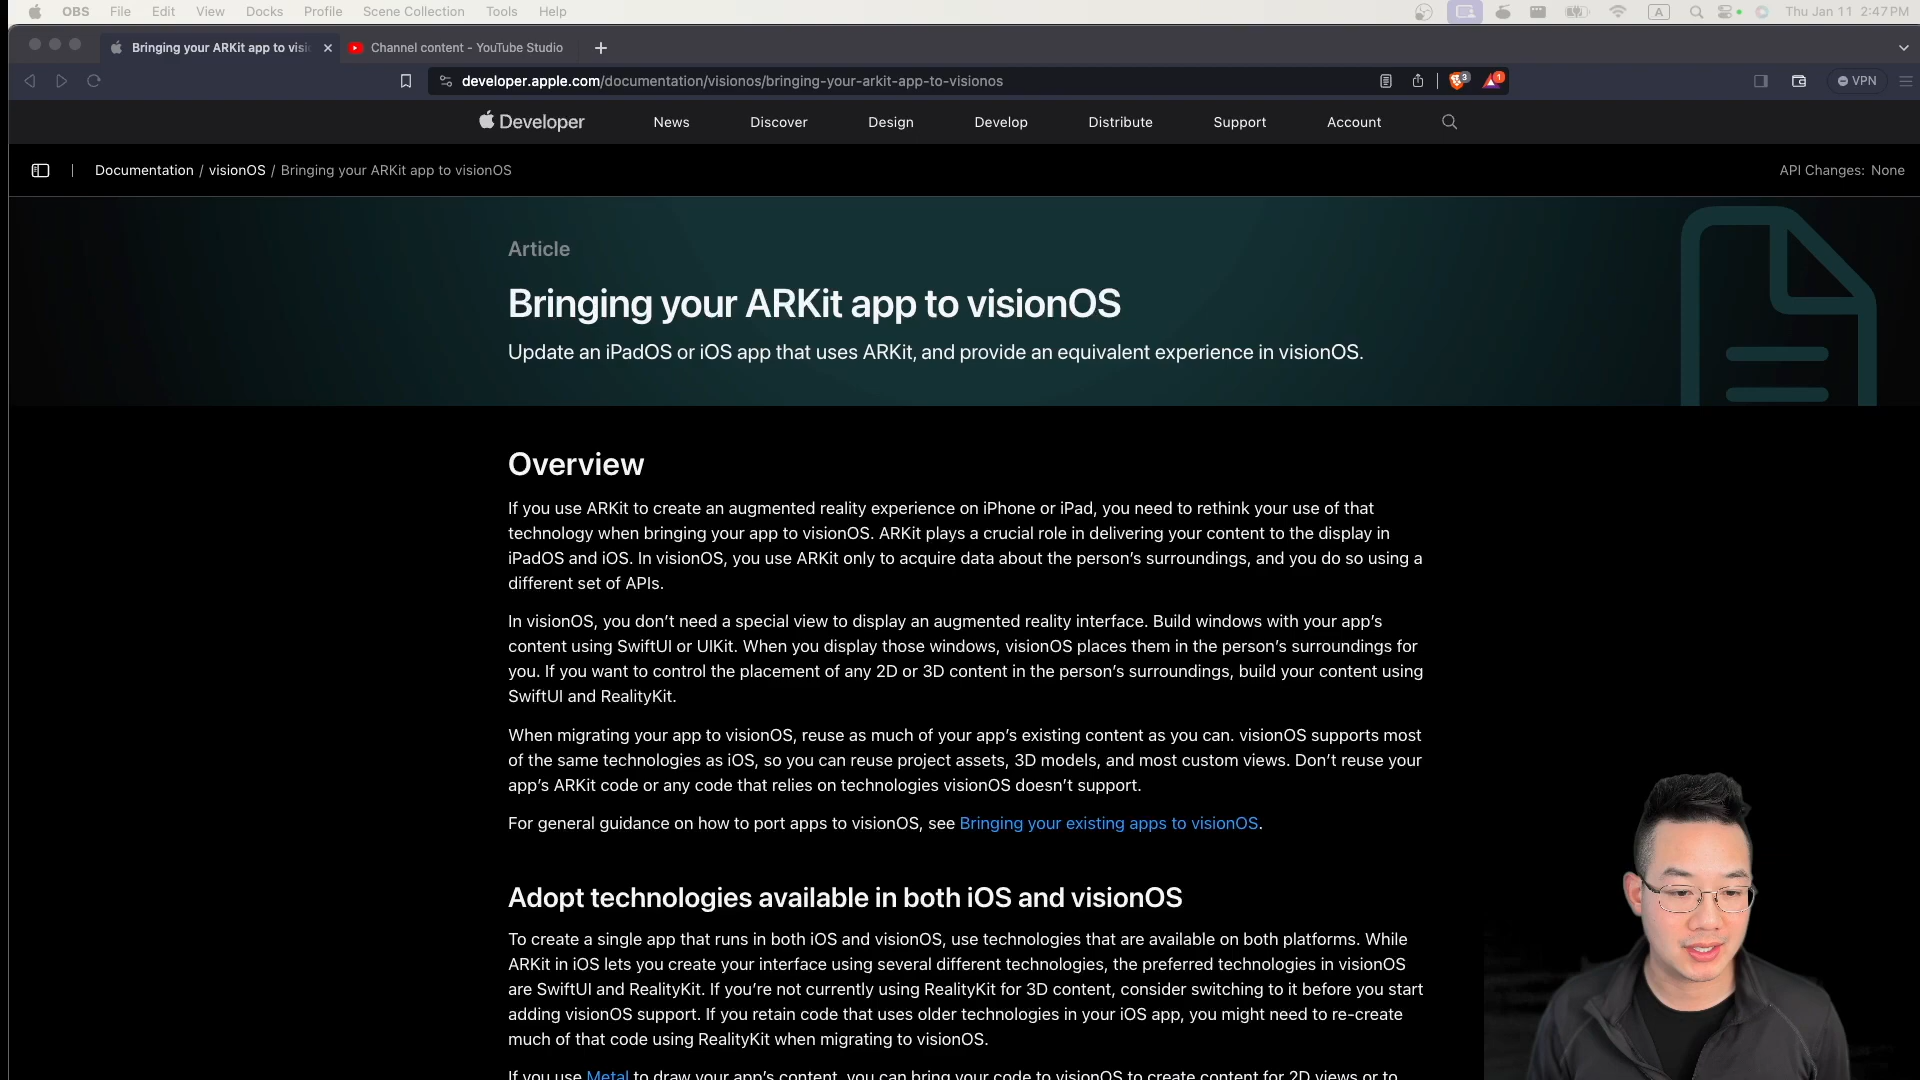 OBS File Edit View Docks Profile Scene Collection Tools Help A Thu Jan 11 2:47 PM
Bringing your ARKit app to visi Channel content - YouTube Studio
developer.apple.com/documentation/visionos/bringing-your-arkit-app-to-visionos 3 1 VPN
Developer News Discover Design Develop Distribute Support Account
Documentation / visionOS / Bringing your ARKit app to visionOS API Changes: None
Article
Bringing your ARKit app to visionOS
Update an iPadOS or iOS app that uses ARKit, and provide an equivalent experience in visionOS.
Overview
If you use ARKit to create an augmented reality experience on iPhone or iPad, you need to rethink your use of that
technology when bringing your app to visionOS. ARKit plays a crucial role in delivering your content to the display in
iPadOS and iOS. In visionOS, you use ARKit only to acquire data about the person's surroundings, and you do so using a
different set of APIs.
In visionOS, you don't need a special view to display an augmented reality interface. Build windows with your app's
content using SwiftUI or UIKit. When you display those windows, visionOS places them in the person's surroundings for
you. If you want to control the placement of any 2D or 3D content in the person's surroundings, build your content using
SwiftUI and RealityKit.
When migrating your app to visionOS, reuse as much of your app's existing content as you can. visionOS supports most
of the same technologies as iOS, so you can reuse project assets, 3D models, and most custom views. Don't reuse your
app's ARKit code or any code that relies on technologies visionOS doesn't support.
For general guidance on how to port apps to visionOS, see Bringing your existing apps to visionOS.
Adopt technologies available in both iOS and visionOS
To create a single app that runs in both iOS and visionOS, use technologies that are available on both platforms. While
ARKit in iOS lets you create your interface using several different technologies, the preferred technologies in visionOS
are SwiftUI and RealityKit. If you're not currently using RealityKit for 3D content, consider switching to it before you start
adding visionOS support. If you retain code that uses older technologies in your iOS app, you might need to re-create
much of that code using RealityKit when migrating to visionOS.
If you use Metal to draw your app's content, you can bring your code to visionOS to create content for 2D views or to